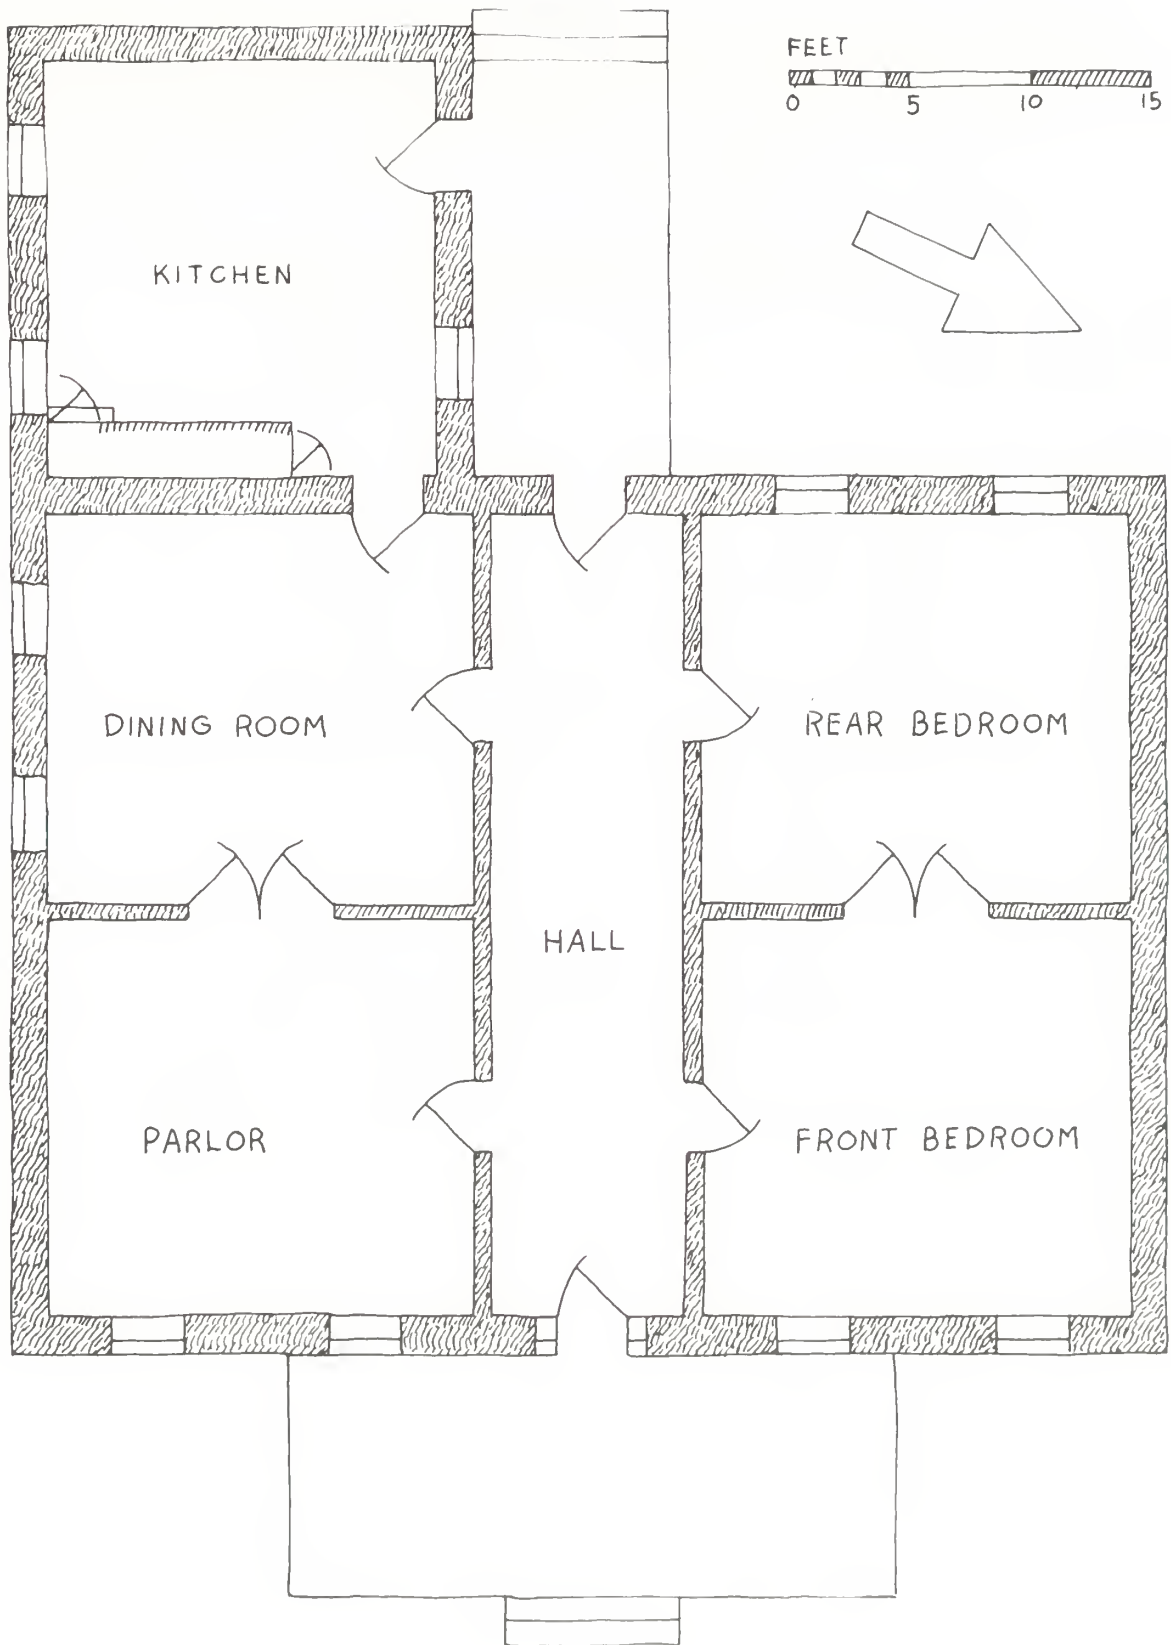 FEET
0 5 10 15
KITCHEN
DINING ROOM
REAR BEDROOM
HALL
PARLOR
FRONT BEDROOM